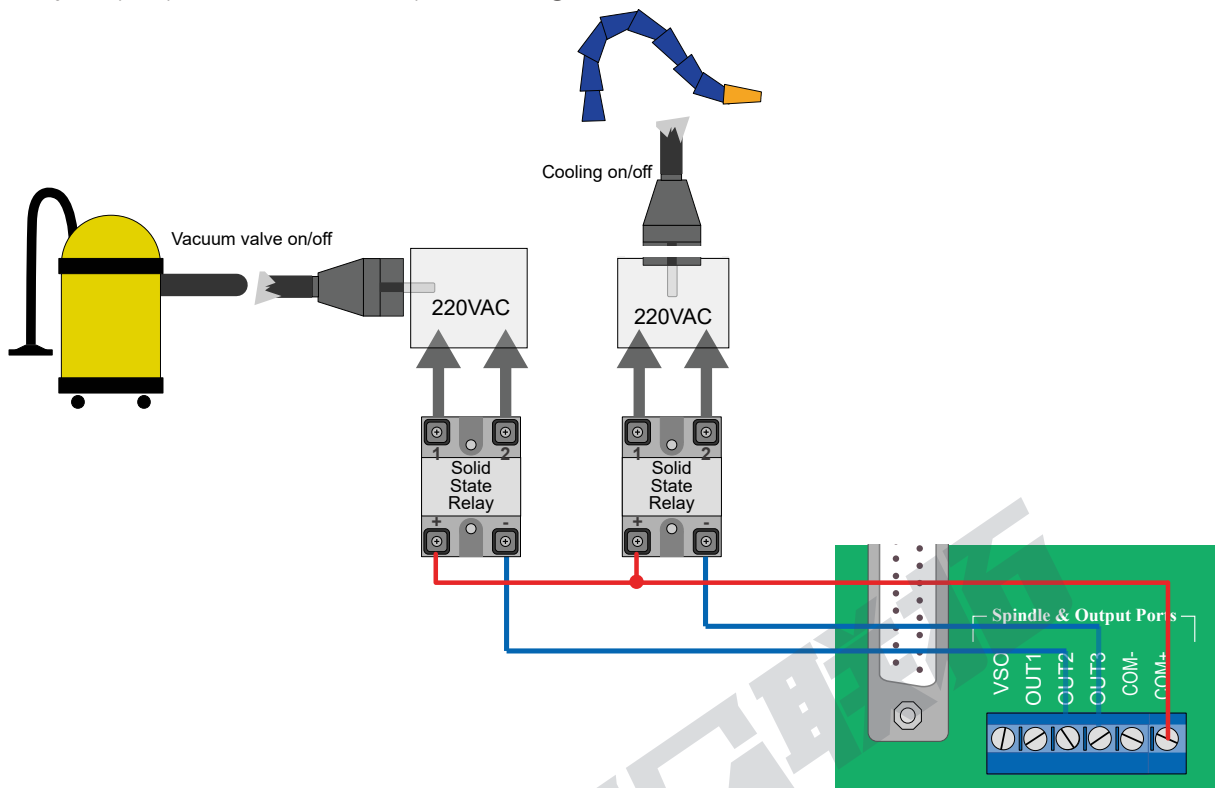 Cooling on/off
Vacuum valve on/off
220VAC
220VAC
1 2
Solid
State
Relay
+ -
1 2
Solid
State
Relay
+ -
Spindle & Output Ports
VSO
OUT1
OUT2
OUT3
COM-
COM+